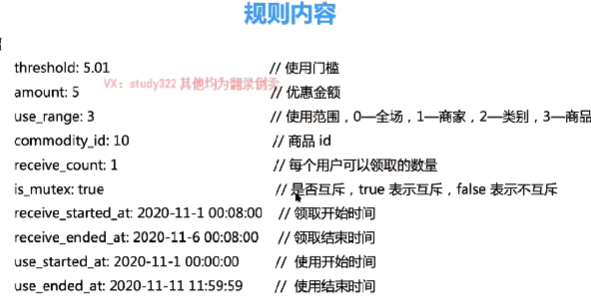 规则内容
{
threshold: 5.01 // 使用门槛
VX：study322 其他均为翻录倒卖
amount: 5 // 优惠金额
use_range: 3 // 使用范围，0—全场，1—商家，2—类别，3—商品
commodity_id: 10 // 商品 id
receive_count: 1 // 每个用户可以领取的数量
is_mutex: true // 是否互斥，true 表示互斥，false 表示不互斥
receive_started_at: 2020-11-1 00:08:00 // 领取开始时间
receive_ended_at: 2020-11-6 00:08:00 // 领取结束时间
use_started_at: 2020-11-1 00:00:00 // 使用开始时间
use_ended_at: 2020-11-11 11:59:59 // 使用结束时间